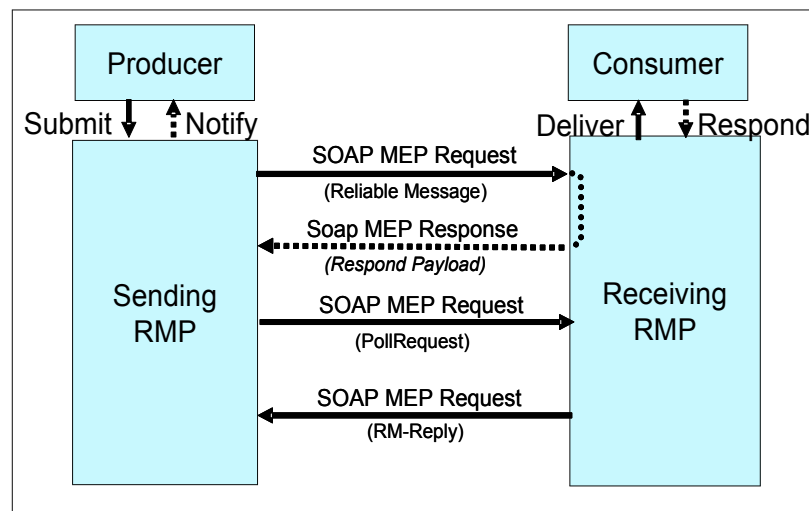 Producer
Consumer
Submit
Notify
Deliver
Respond
SOAP MEP Request
(Reliable Message)
Soap MEP Response
(Respond Payload)
Sending
RMP
Receiving
RMP
SOAP MEP Request
(PollRequest)
SOAP MEP Request
(RM-Reply)